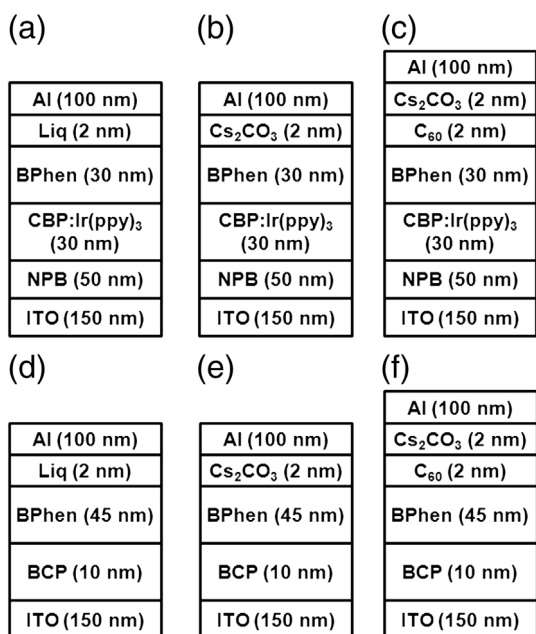 (a)
Al (100 nm)
Liq (2 nm)
BPhen (30 nm)
CBP:Ir(ppy)₃
(30 nm)
NPB (50 nm)
ITO (150 nm)
(b)
Al (100 nm)
Cs₂CO₃ (2 nm)
BPhen (30 nm)
CBP:Ir(ppy)₃
(30 nm)
NPB (50 nm)
ITO (150 nm)
(c)
Al (100 nm)
Cs₂CO₃ (2 nm)
C₆₀ (2 nm)
BPhen (30 nm)
CBP:Ir(ppy)₃
(30 nm)
NPB (50 nm)
ITO (150 nm)
(d)
Al (100 nm)
Liq (2 nm)
BPhen (45 nm)
BCP (10 nm)
ITO (150 nm)
(e)
Al (100 nm)
Cs₂CO₃ (2 nm)
BPhen (45 nm)
BCP (10 nm)
ITO (150 nm)
(f)
Al (100 nm)
Cs₂CO₃ (2 nm)
C₆₀ (2 nm)
BPhen (45 nm)
BCP (10 nm)
ITO (150 nm)